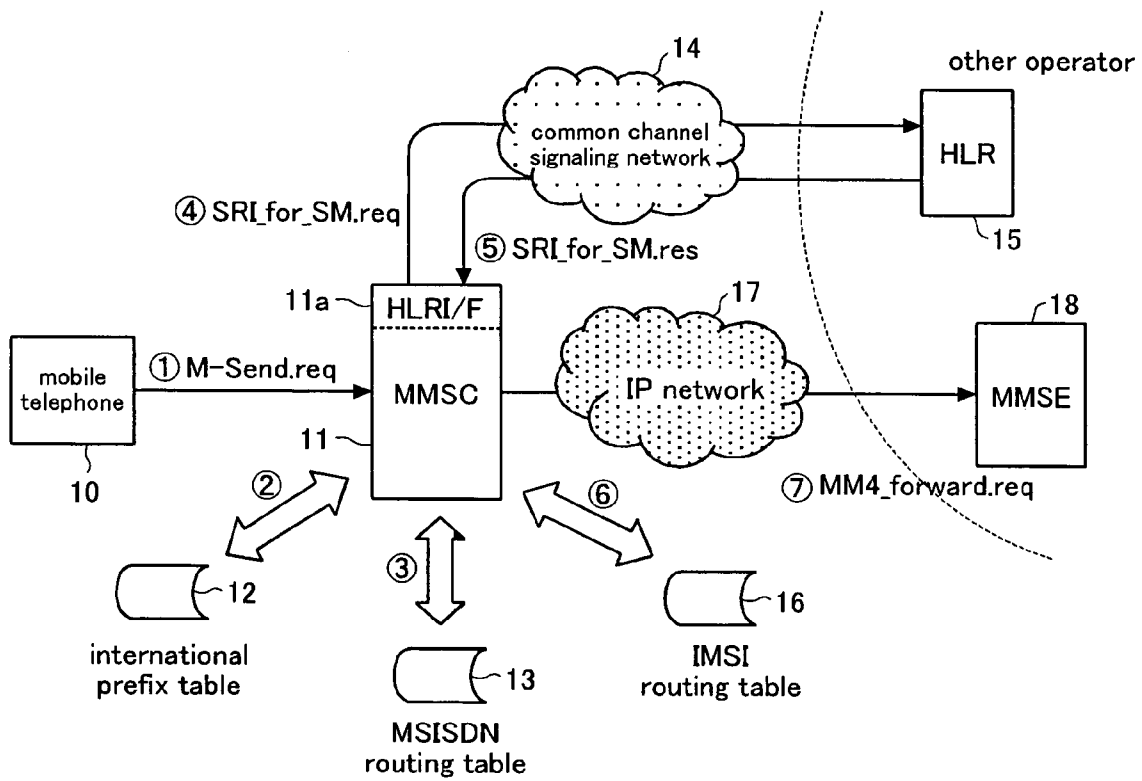 14
other operator
common channel
signaling network
HLR
④ SRI_for_SM.req
⑤ SRI_for_SM.res
15
11a
HLRI/F
17
18
mobile
telephone
① M-Send.req
MMSC
IP network
MMSE
11
10
②
⑥
⑦ MM4_forward.req
③
12
16
international
prefix table
13
IMSI
routing table
MSISDN
routing table